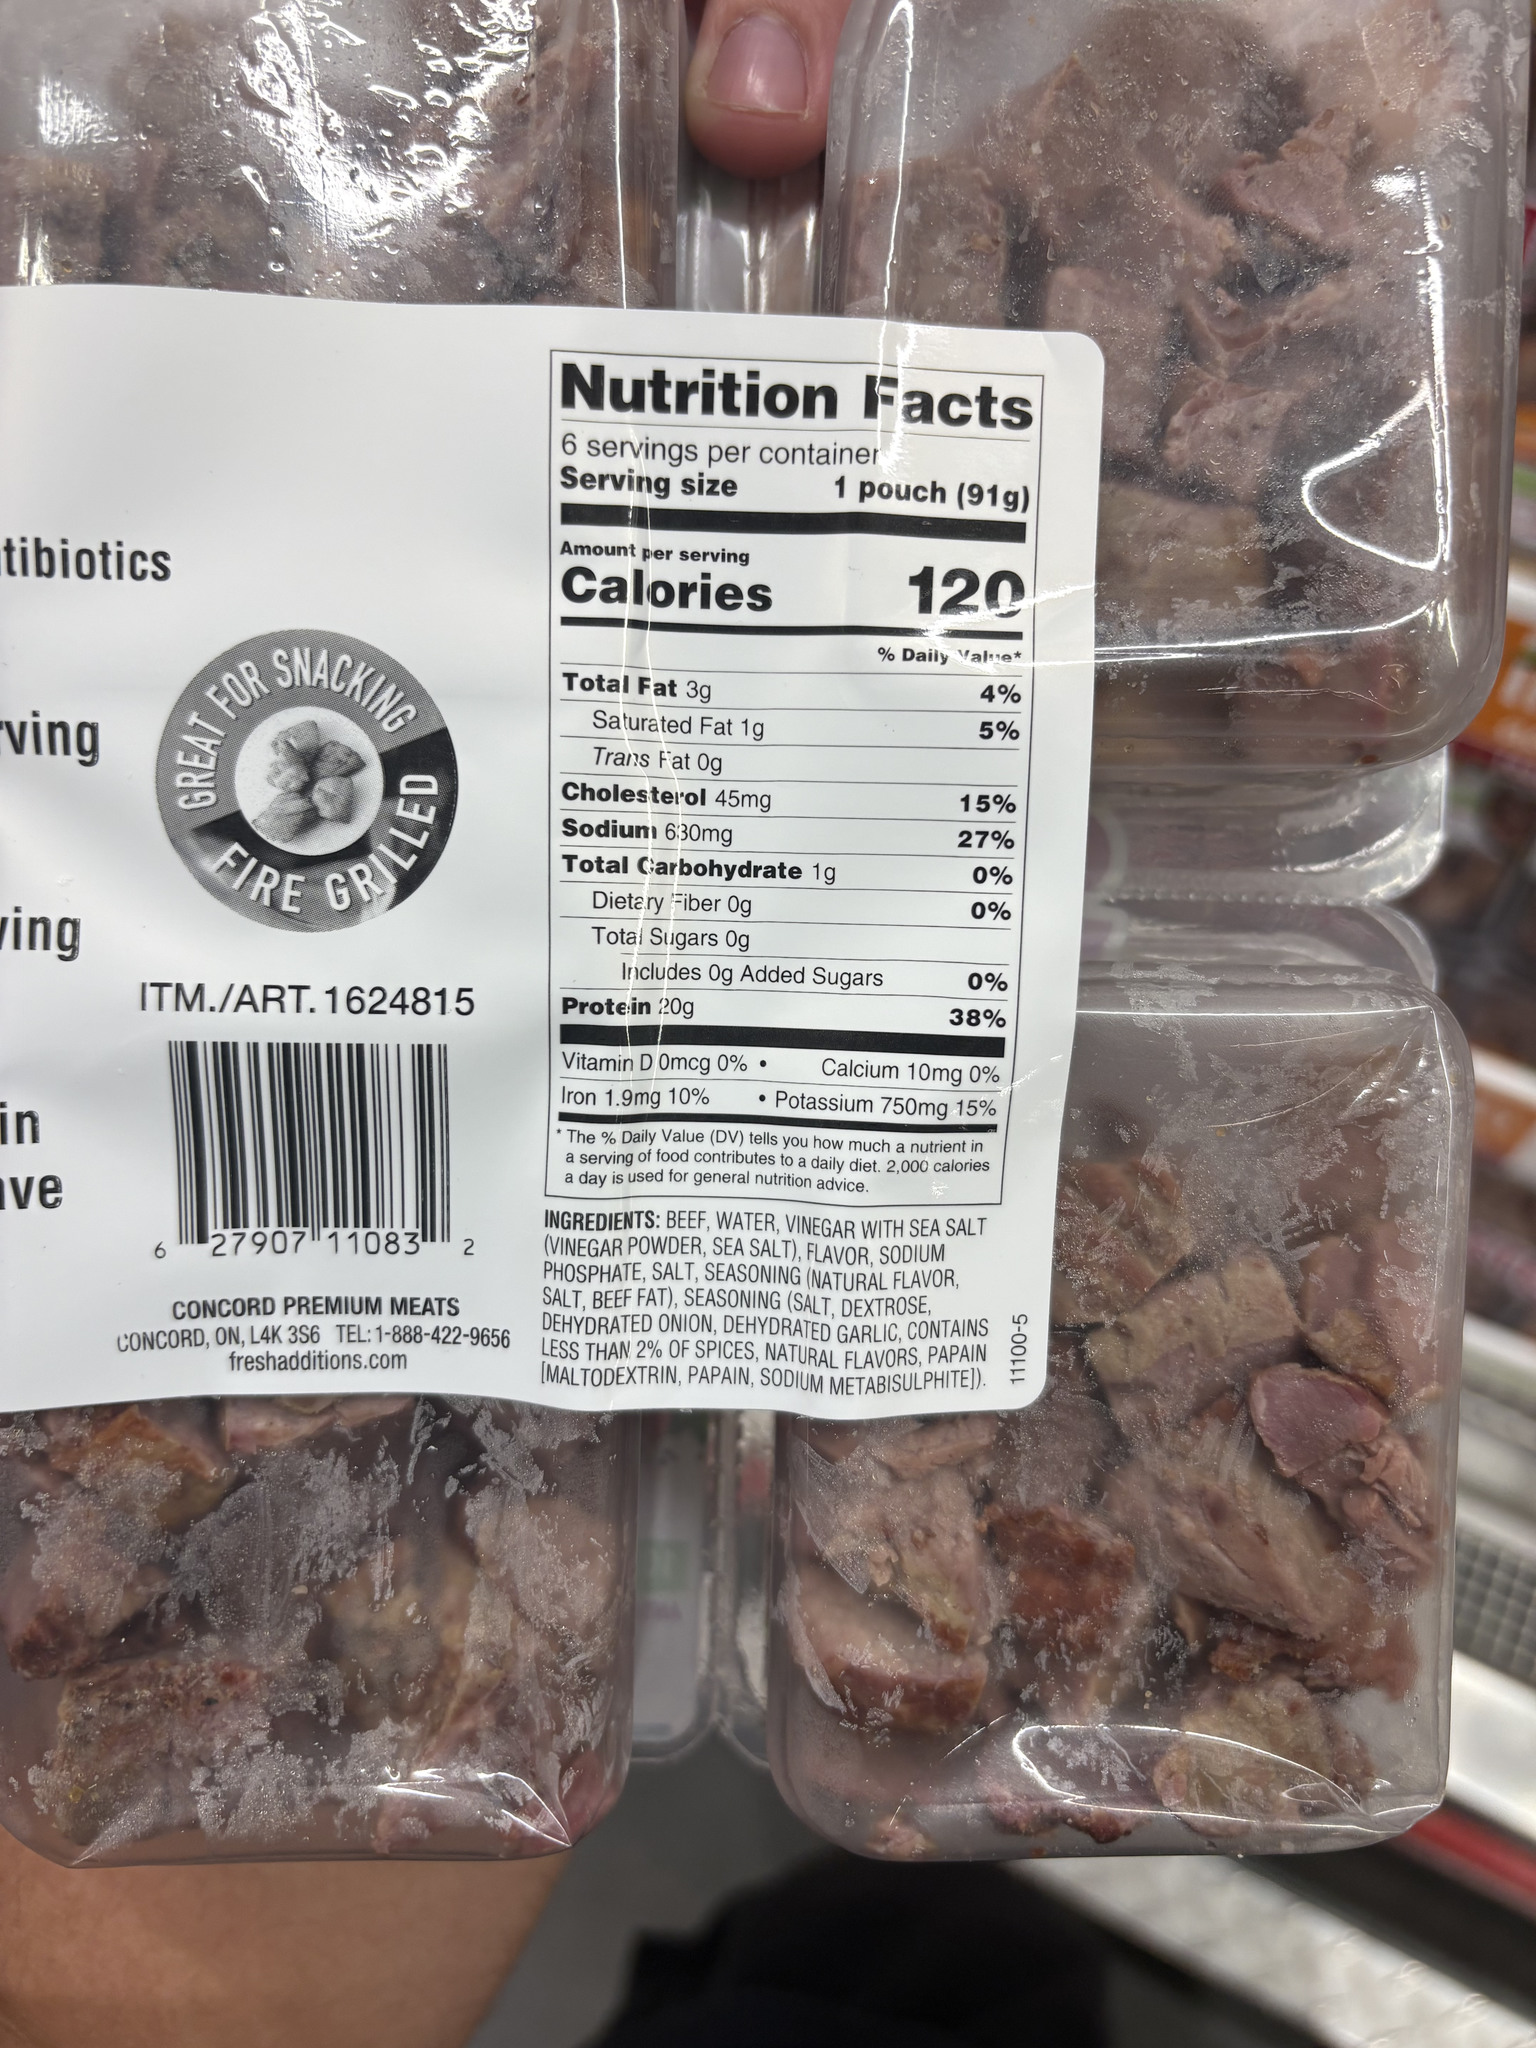 tibiotics
rving
ving
in
ave
GREAT FOR SNACKING
FIRE GRILLED
ITM./ART. 1624815
6 27907 11083 2
CONCORD PREMIUM MEATS
CONCORD, ON, L4K 3S6 TEL: 1-888-422-9656
freshadditions.com
Nutrition Facts
6 servings per container
Serving size 1 pouch (91g)
Amount per serving
Calories 120
% Daily Value*
Total Fat 3g 4%
Saturated Fat 1g 5%
Trans Fat 0g
Cholesterol 45mg 15%
Sodium 630mg 27%
Total Carbohydrate 1g 0%
Dietary Fiber 0g 0%
Total Sugars 0g
Includes 0g Added Sugars 0%
Protein 20g 38%
Vitamin D 0mcg 0% • Calcium 10mg 0%
Iron 1.9mg 10% • Potassium 750mg 15%
* The % Daily Value (DV) tells you how much a nutrient in
a serving of food contributes to a daily diet. 2,000 calories
a day is used for general nutrition advice.
INGREDIENTS: BEEF, WATER, VINEGAR WITH SEA SALT
(VINEGAR POWDER, SEA SALT), FLAVOR, SODIUM
PHOSPHATE, SALT, SEASONING (NATURAL FLAVOR,
SALT, BEEF FAT), SEASONING (SALT, DEXTROSE,
DEHYDRATED ONION, DEHYDRATED GARLIC, CONTAINS
LESS THAN 2% OF SPICES, NATURAL FLAVORS, PAPAIN
[MALTODEXTRIN, PAPAIN, SODIUM METABISULPHITE]).
11100-5